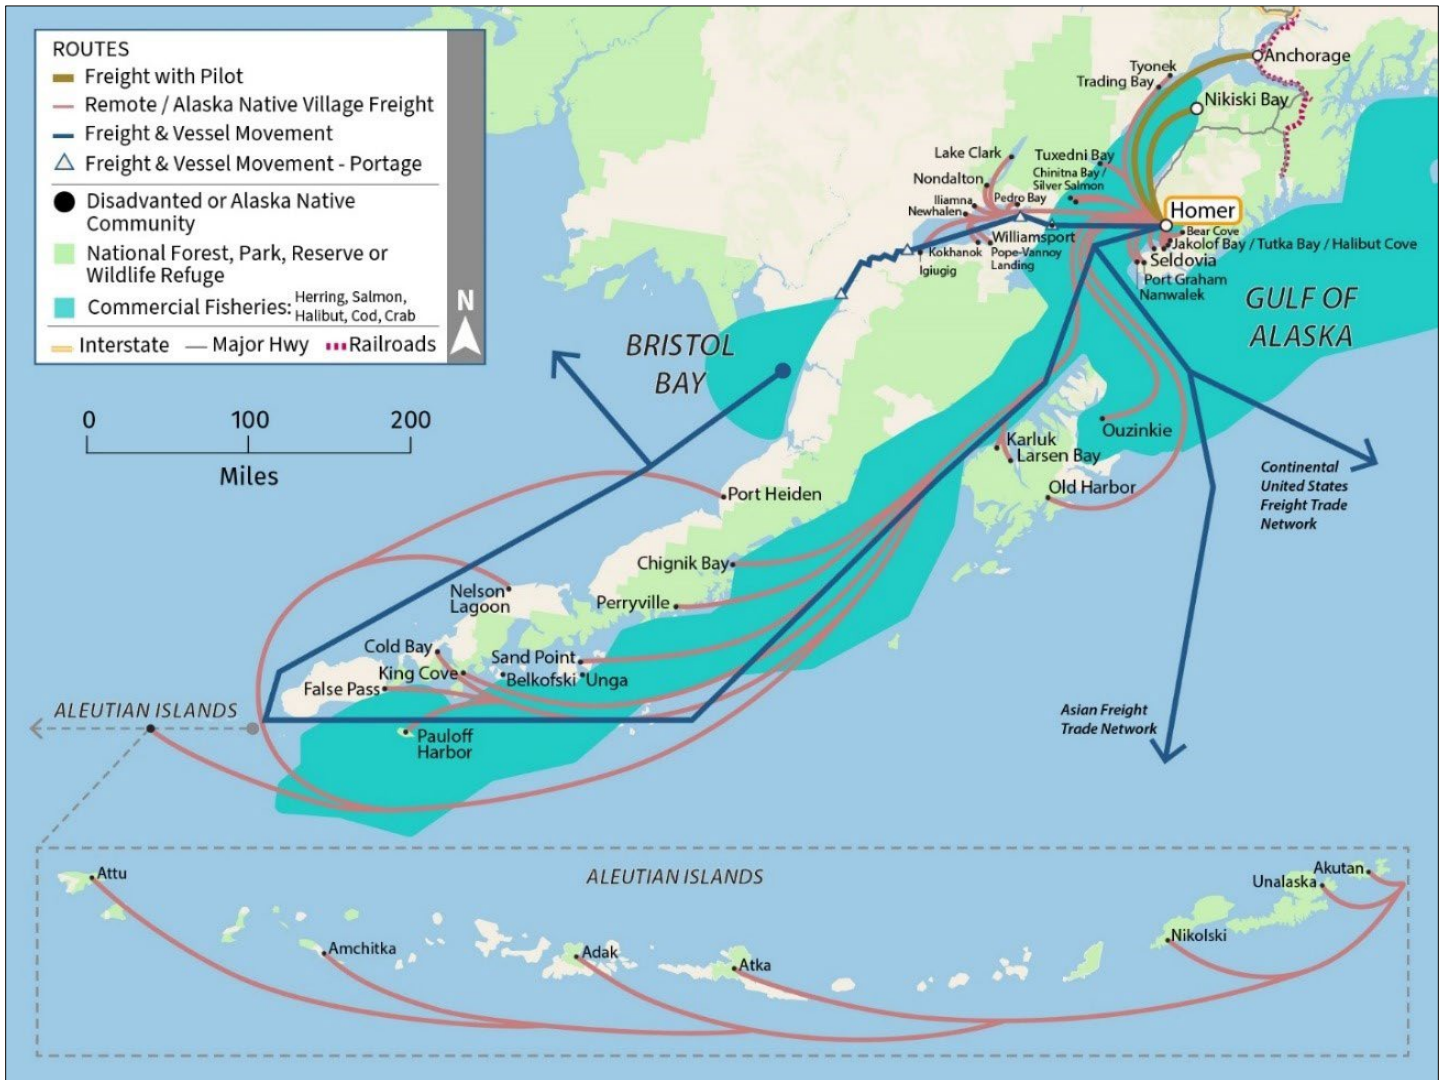 ROUTES
Freight with Pilot
Remote / Alaska Native Village Freight
Freight & Vessel Movement
Freight & Vessel Movement - Portage
Disadvanted or Alaska Native
Community
National Forest, Park, Reserve or
Wildlife Refuge
Commercial Fisheries: Herring, Salmon,
Halibut, Cod, Crab
Interstate
Major Hwy
Railroads
N
0 100 200
Miles
Anchorage
Tyonek
Trading Bay
Nikiski Bay
Lake Clark
Tuxedni Bay
Chinitna Bay /
Silver Salmon
Nondalton
Iliamna
Pedro Bay
Newhalen
Homer
Bear Cove
Williamsport
Jakolof Bay / Tutka Bay / Halibut Cove
Kokhanok
Pope-Vannoy
Landing
Igiugig
Seldovia
Port Graham
Nanwalek
GULF OF
ALASKA
BRISTOL
BAY
Ouzinkie
Karluk
Larsen Bay
Old Harbor
Continental
United States
Freight Trade
Network
Port Heiden
Chignik Bay
Nelson
Lagoon
Perryville
Cold Bay
Sand Point
King Cove
Belkofski
Unga
False Pass
ALEUTIAN ISLANDS
Pauloff
Harbor
Asian Freight
Trade Network
ALEUTIAN ISLANDS
Attu
Akutan
Unalaska
Amchitka
Adak
Atka
Nikolski